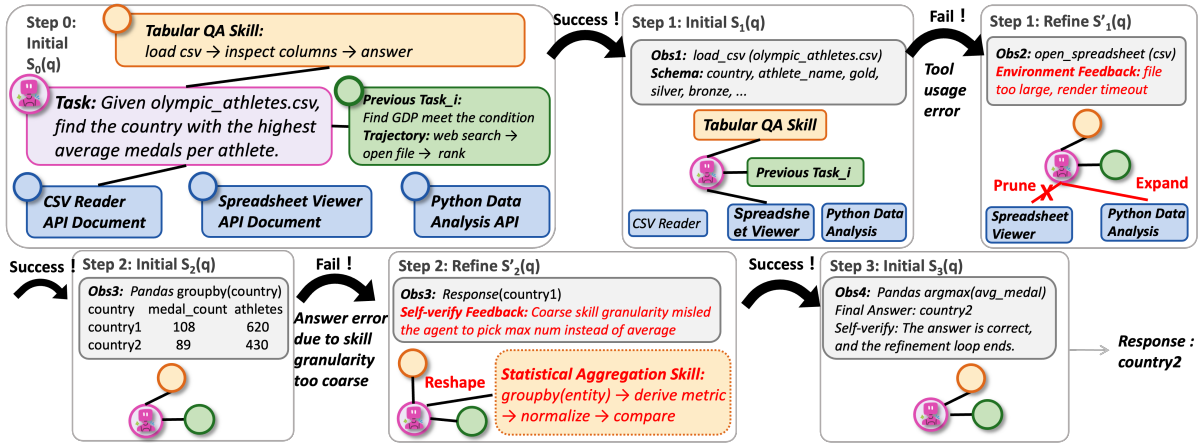 Step 0:
Initial
S0(q)
Tabular QA Skill:
load csv → inspect columns → answer
Task: Given olympic_athletes.csv,
find the country with the highest
average medals per athlete.
Previous Task_i:
Find GDP meet the condition
Trajectory: web search →
open file → rank
CSV Reader
API Document
Spreadsheet Viewer
API Document
Python Data
Analysis API
Success !
Step 1: Initial S1(q)
Obs1: load_csv (olympic_athletes.csv)
Schema: country, athlete_name, gold,
silver, bronze, ...
Tabular QA Skill
Previous Task_i
CSV Reader
Spreadshe
et Viewer
Python Data
Analysis
Fail !
Tool
usage
error
Step 1: Refine S'1(q)
Obs2: open_spreadsheet (csv)
Environment Feedback: file
too large, render timeout
Prune
Expand
Spreadsheet
Viewer
Python Data
Analysis
Success !
Step 2: Initial S2(q)
Obs3: Pandas groupby(country)
country medal_count athletes
country1 108 620
country2 89 430
Fail !
Answer error
due to skill
granularity
too coarse
Step 2: Refine S'2(q)
Obs3: Response(country1)
Self-verify Feedback: Coarse skill granularity misled
the agent to pick max num instead of average
Reshape
Statistical Aggregation Skill:
groupby(entity) → derive metric
→ normalize → compare
Success !
Step 3: Initial S3(q)
Obs4: Pandas argmax(avg_medal)
Final Answer: country2
Self-verify: The answer is correct,
and the refinement loop ends.
Response :
country2